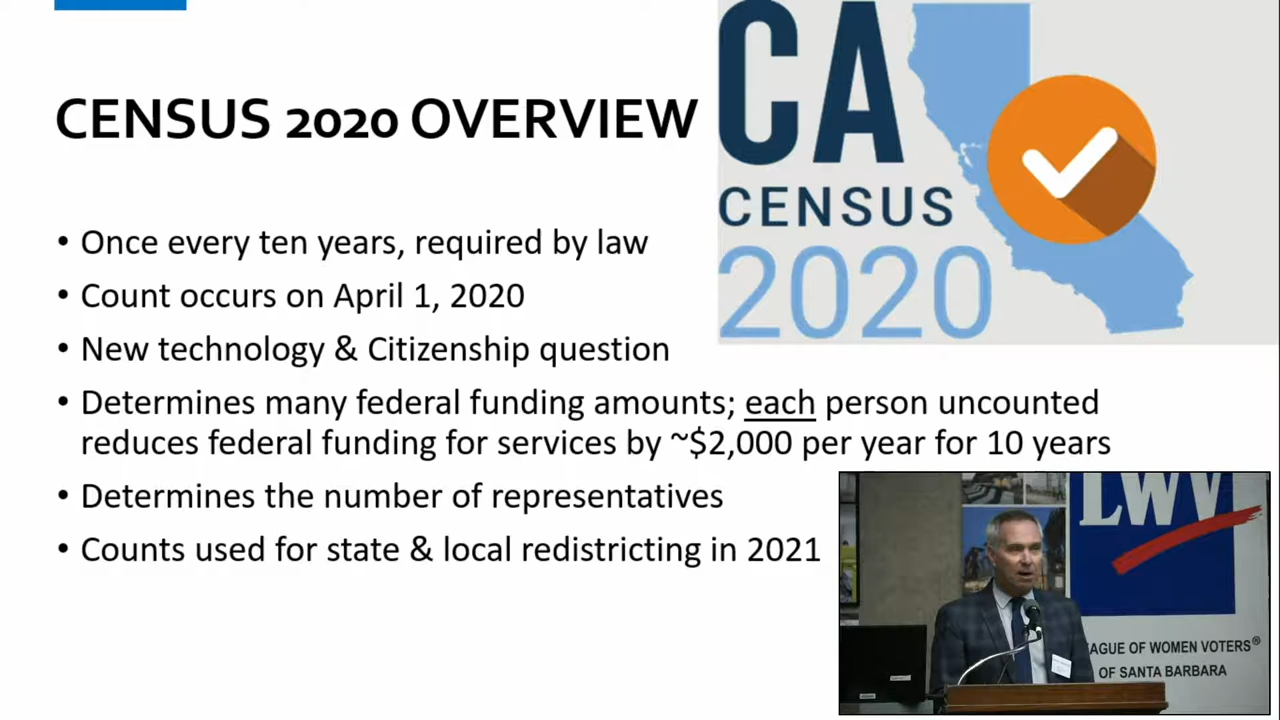 CENSUS 2020 OVERVIEW
CA
CENSUS
2020
• Once every ten years, required by law
• Count occurs on April 1, 2020
• New technology & Citizenship question
• Determines many federal funding amounts; each person uncounted
reduces federal funding for services by ~$2,000 per year for 10 years
• Determines the number of representatives
• Counts used for state & local redistricting in 2021
LWV
AGUE OF WOMEN VOTERS®
OF SANTA BARBARA